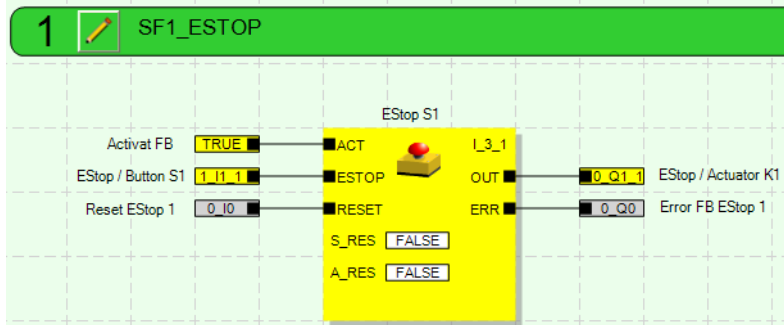 1 SF1_ESTOP
EStop S1
Activat FB TRUE ACT I_3_1
EStop / Button S1 1_I1_1 ESTOP OUT 0_Q1_1 EStop / Actuator K1
Reset EStop 1 0_I0 RESET ERR 0_Q0 Error FB EStop 1
S_RES FALSE
A_RES FALSE